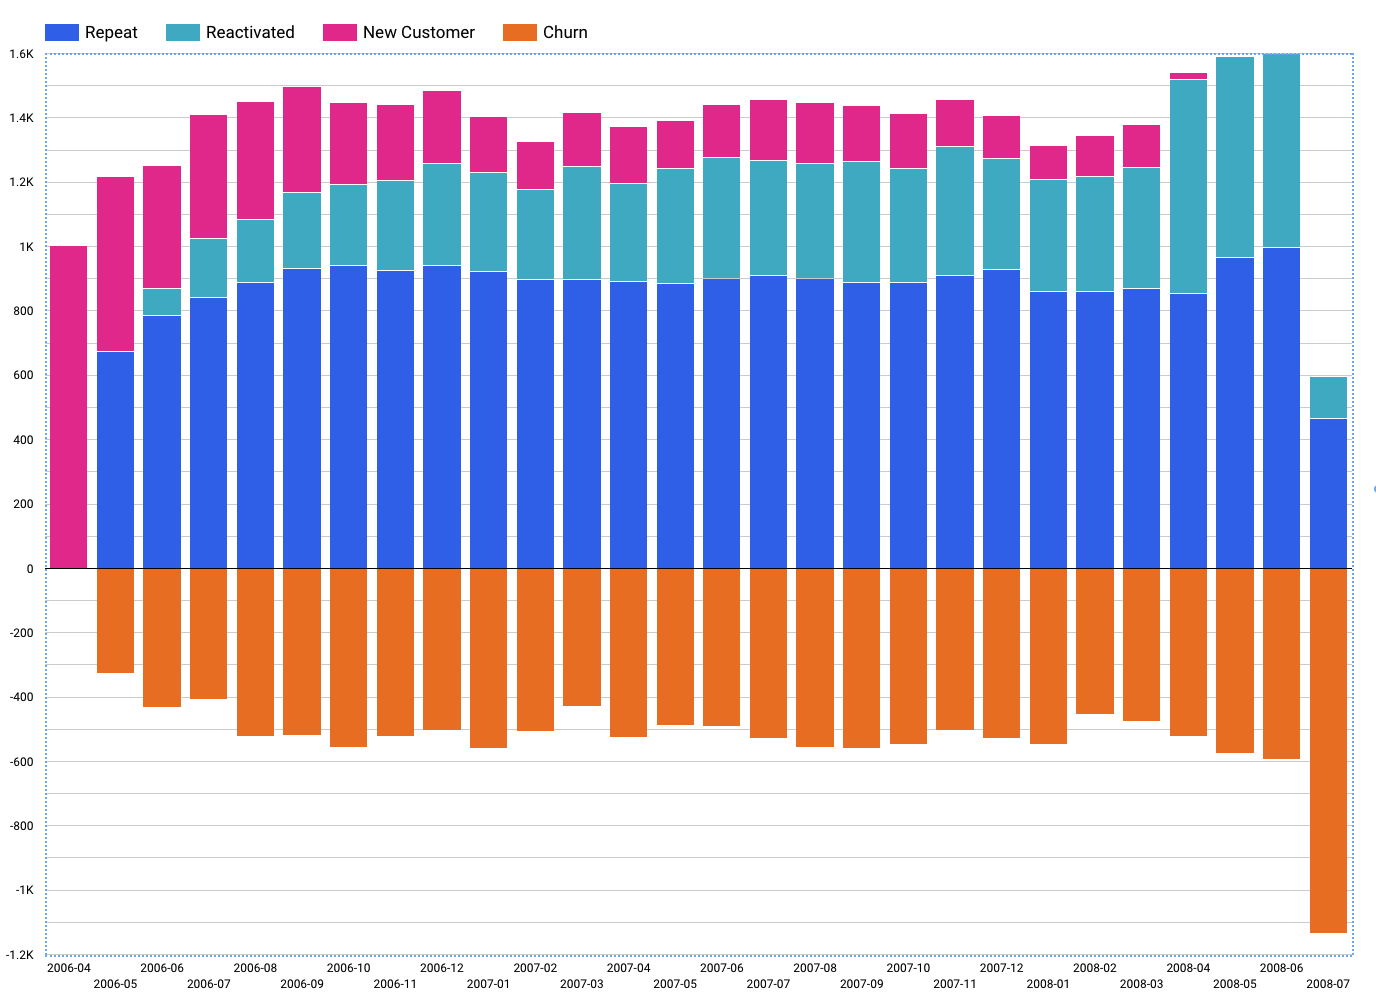 Repeat Reactivated New Customer Churn
1.6K
1.4K
1.2K
1K
800
600
400
200
0
-200
-400
-600
-800
-1K
-1.2K
2006-04 2006-06 2006-08 2006-10 2006-12 2007-02 2007-04 2007-06 2007-08 2007-10 2007-12 2008-02 2008-04 2008-06
2006-05 2006-07 2006-09 2006-11 2007-01 2007-03 2007-05 2007-07 2007-09 2007-11 2008-01 2008-03 2008-05 2008-07